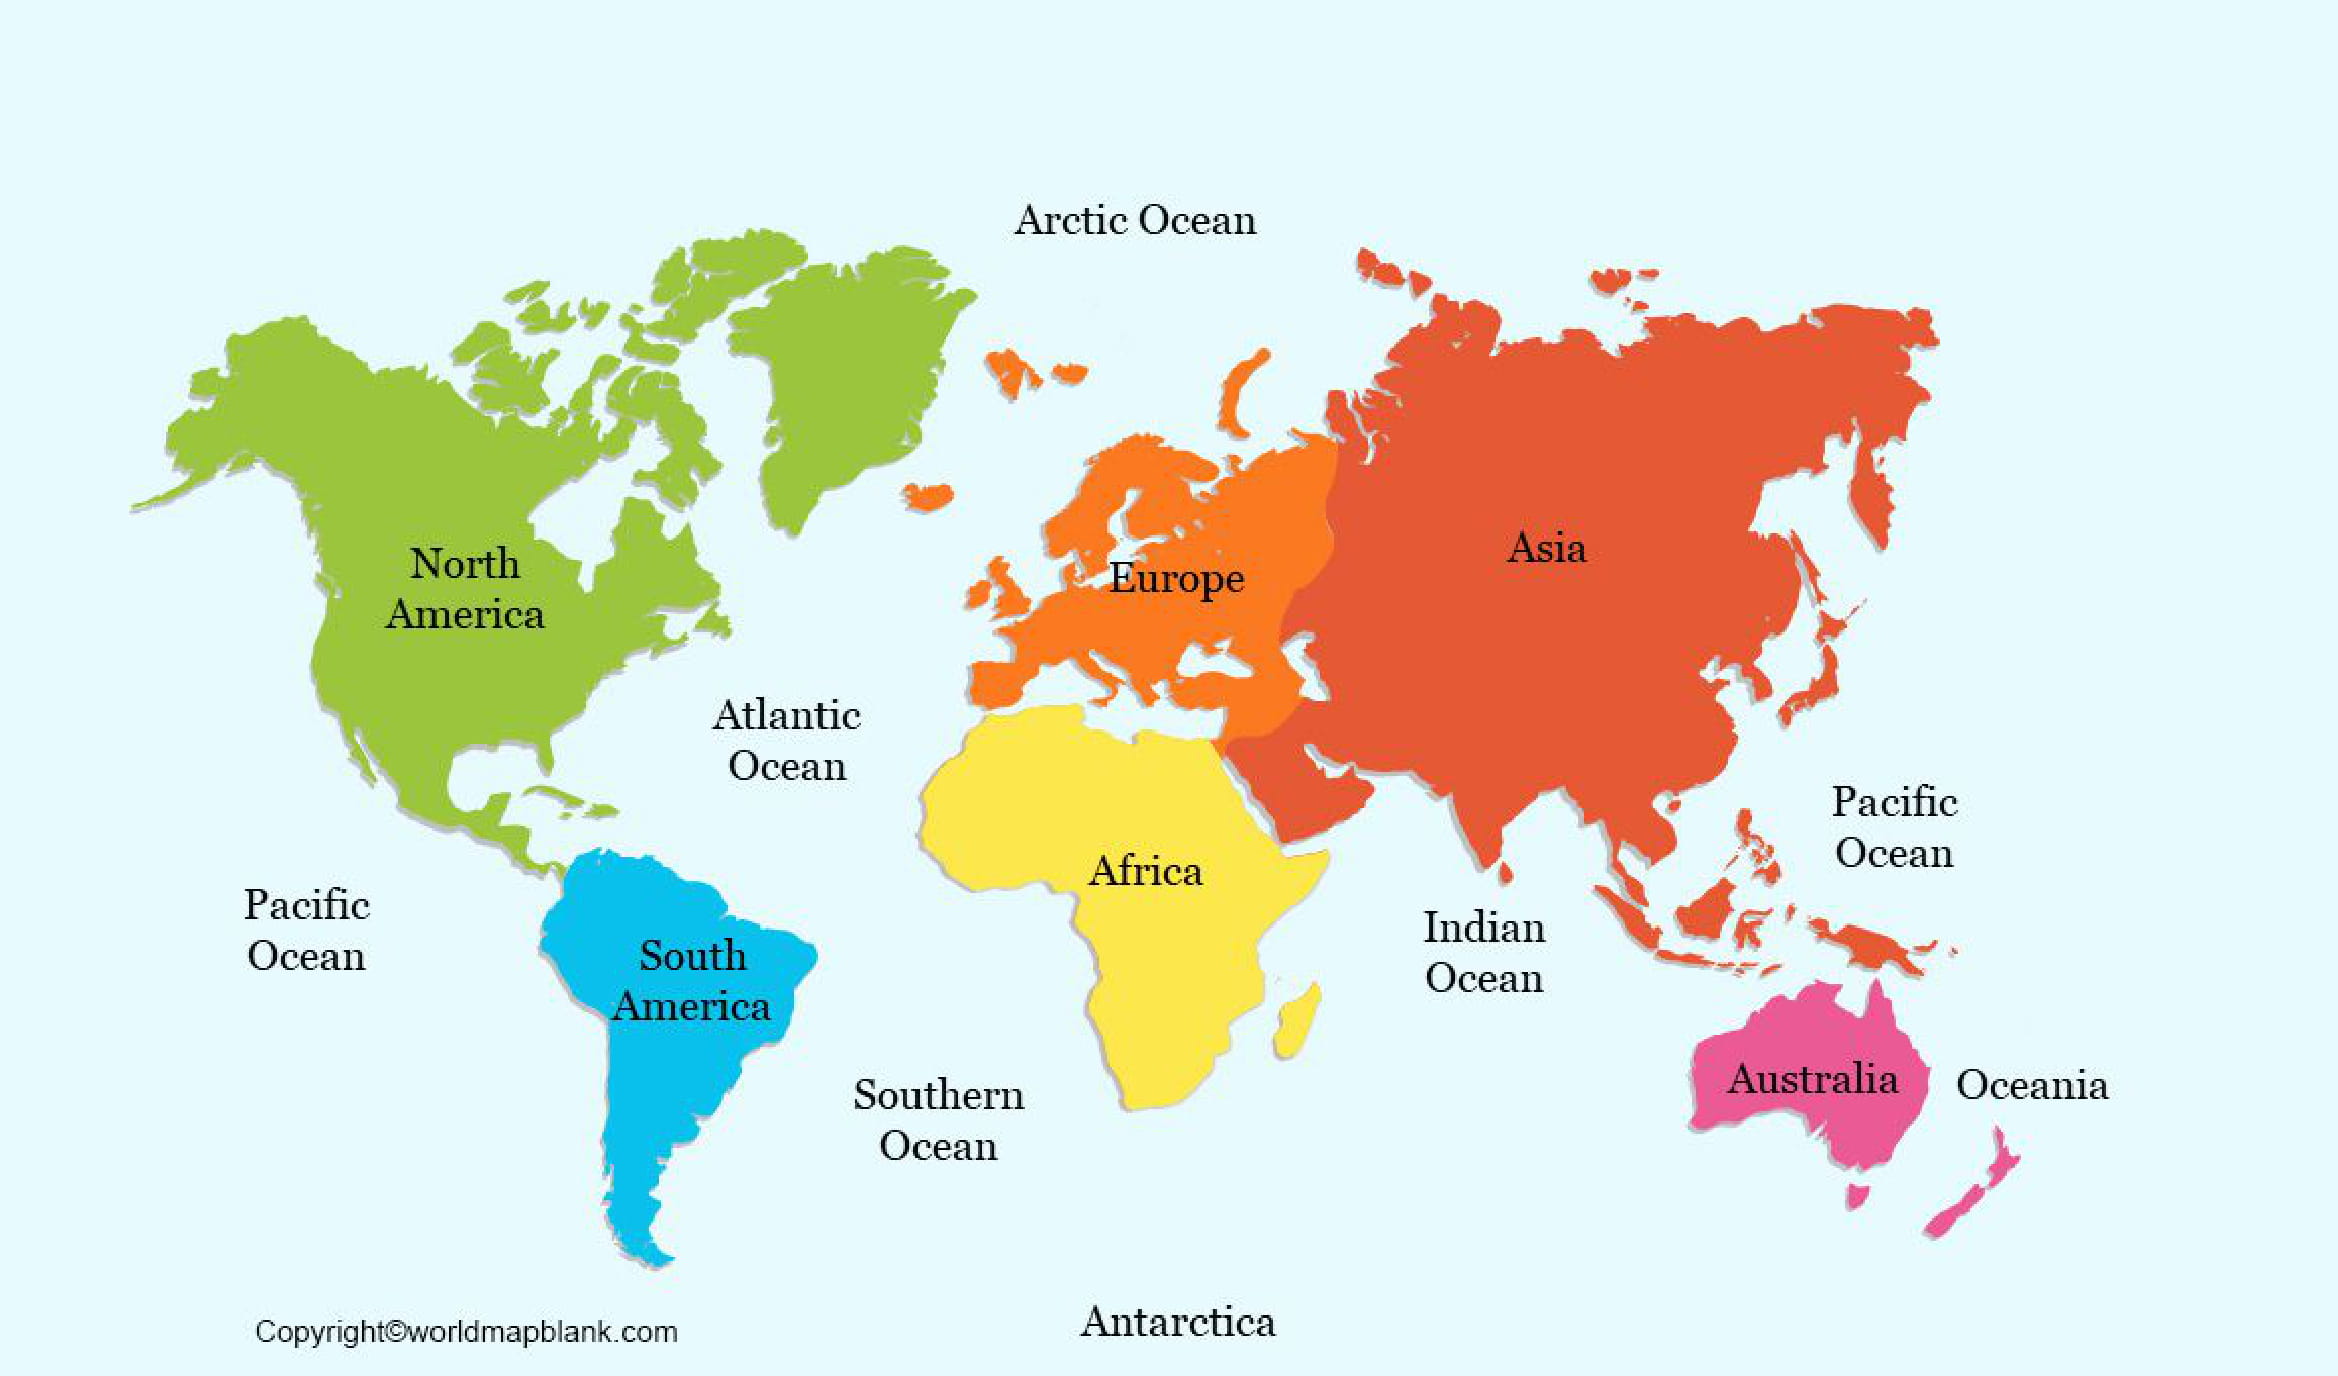 Arctic Ocean
North
America
Europe
Asia
Atlantic
Ocean
Pacific
Ocean
Africa
Pacific
Ocean
Indian
Ocean
South
America
Southern
Ocean
Australia
Oceania
Antarctica
Copyright©worldmapblank.com